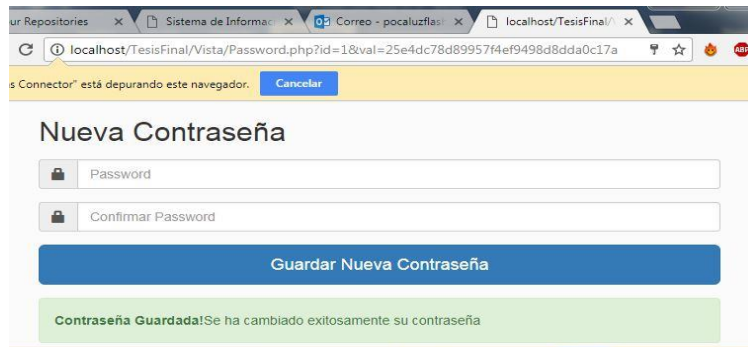 ur Repositories
Sistema de Informac
Correo - pocaluzflash
localhost/TesisFinal/
localhost/TesisFinal/Vista/Password.php?id=1&val=25e4dc78d89957f4ef9498d8dda0c17a
ABP
s Connector" está depurando este navegador.
Cancelar
Nueva Contraseña
Password
Confirmar Password
Guardar Nueva Contraseña
Contraseña Guardada!Se ha cambiado exitosamente su contraseña